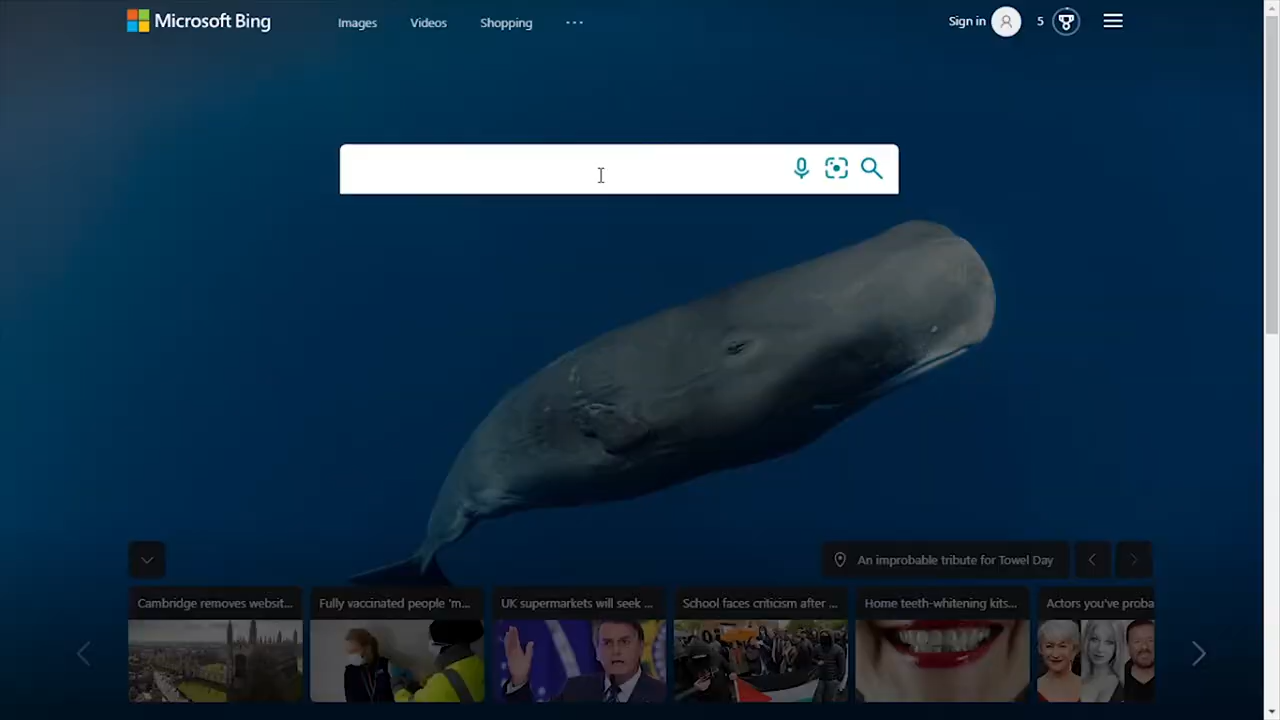 Microsoft Bing
Images
Videos
Shopping
...
Sign in
5
An improbable tribute for Towel Day
Cambridge removes websit...
Fully vaccinated people 'm...
UK supermarkets will seek ...
School faces criticism after ...
Home teeth-whitening kits...
Actors you've proba